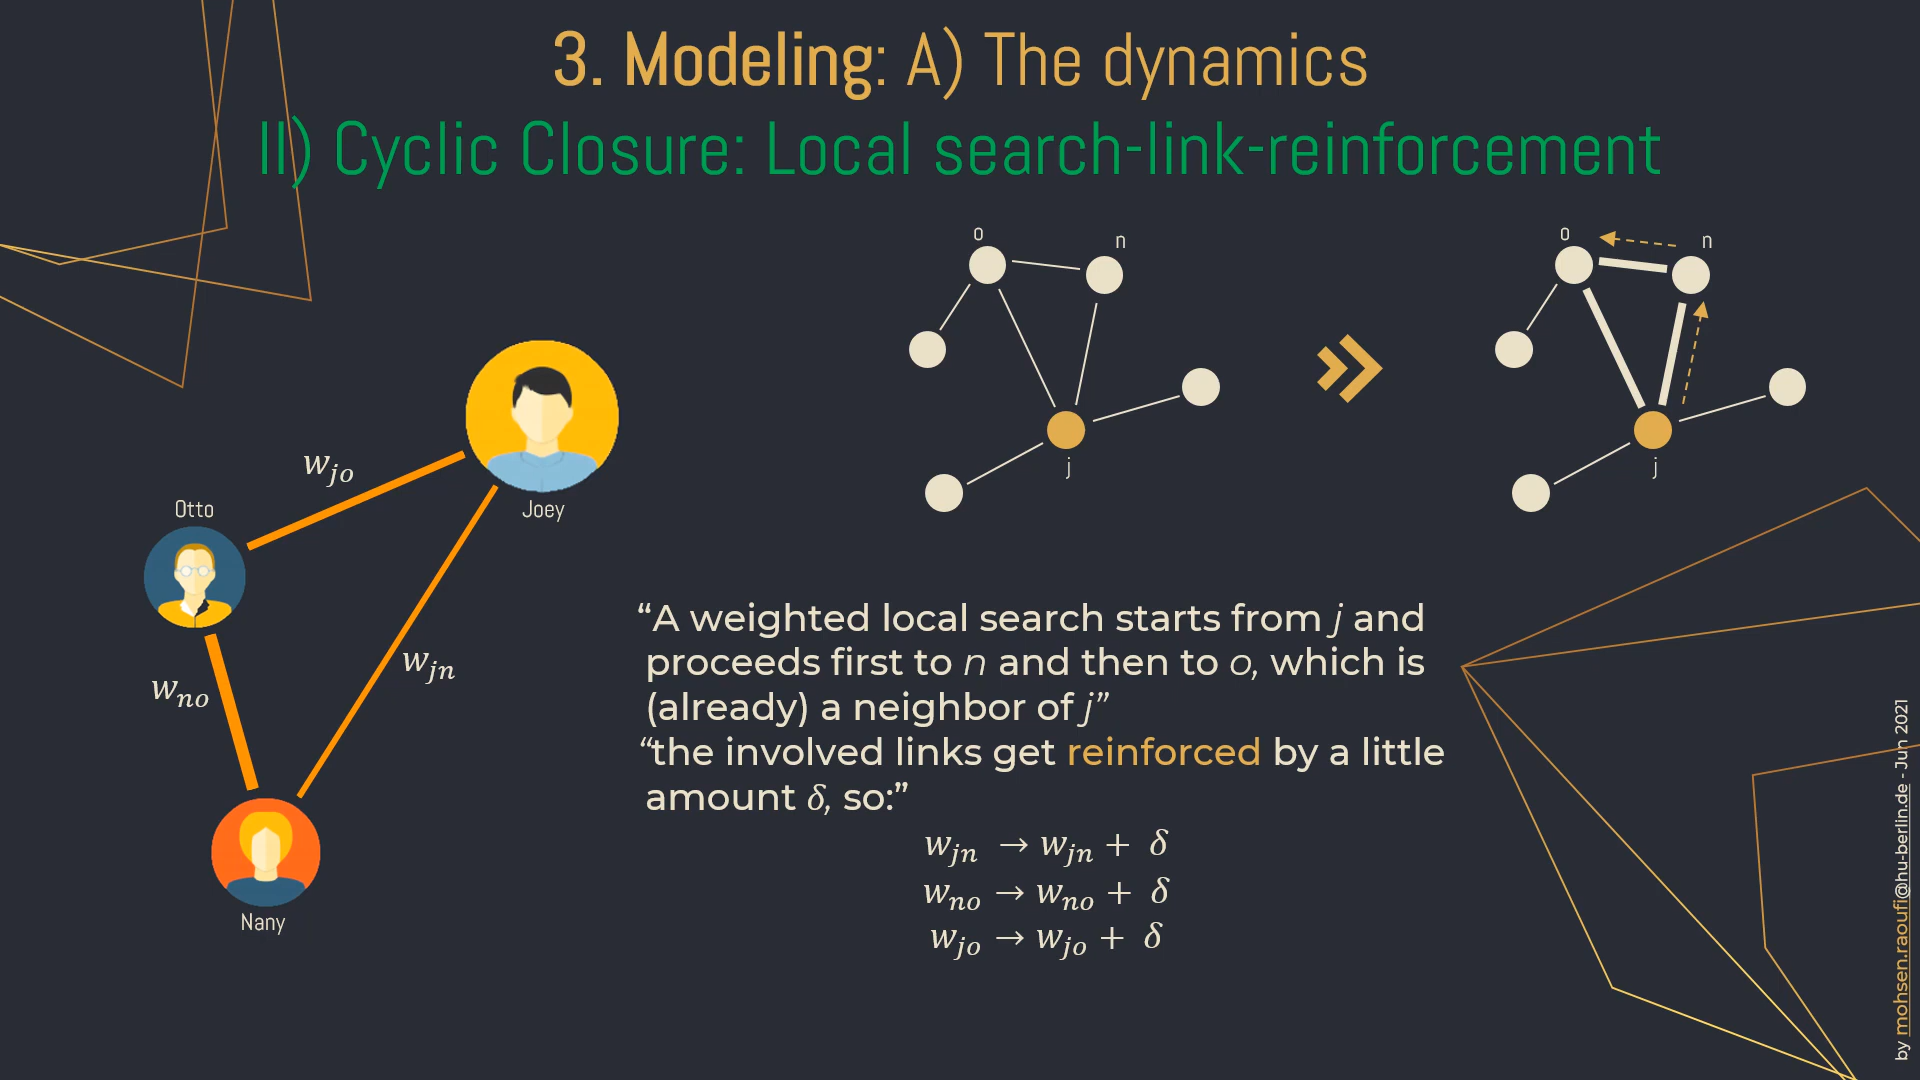 3. Modeling: A) The dynamics
II) Cyclic Closure: Local search-link-reinforcement
o
n
j
o
n
j
w_jo
Otto
Joey
w_jn
w_no
Nany
“A weighted local search starts from j and
proceeds first to n and then to o, which is
(already) a neighbor of j”
“the involved links get reinforced by a little
amount δ, so:”
w_jn → w_jn + δ
w_no → w_no + δ
w_jo → w_jo + δ
by mohsen.raoufi@hu-berlin.de - Jun 2021